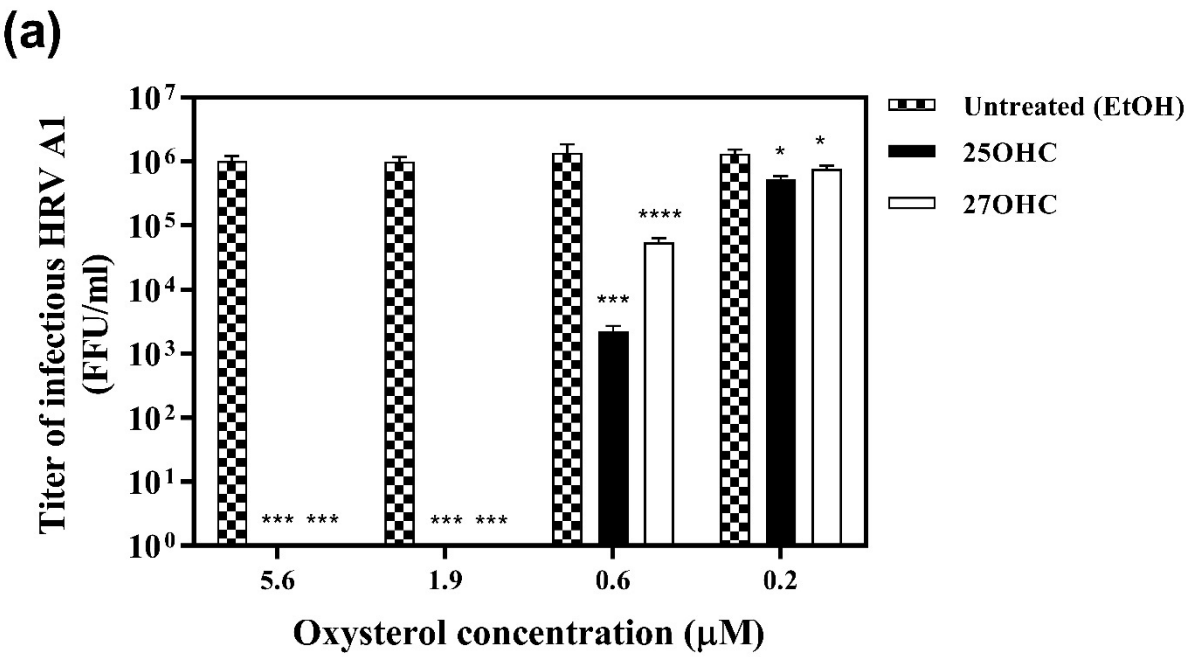 (a)
Titer of infectious HRV A1
(FFU/ml)
10⁷
10⁶
10⁵
10⁴
10³
10²
10¹
10⁰
* *
*** ****
*** *** *** ***
5.6 1.9 0.6 0.2
Oxysterol concentration (µM)
Untreated (EtOH)
25OHC
27OHC